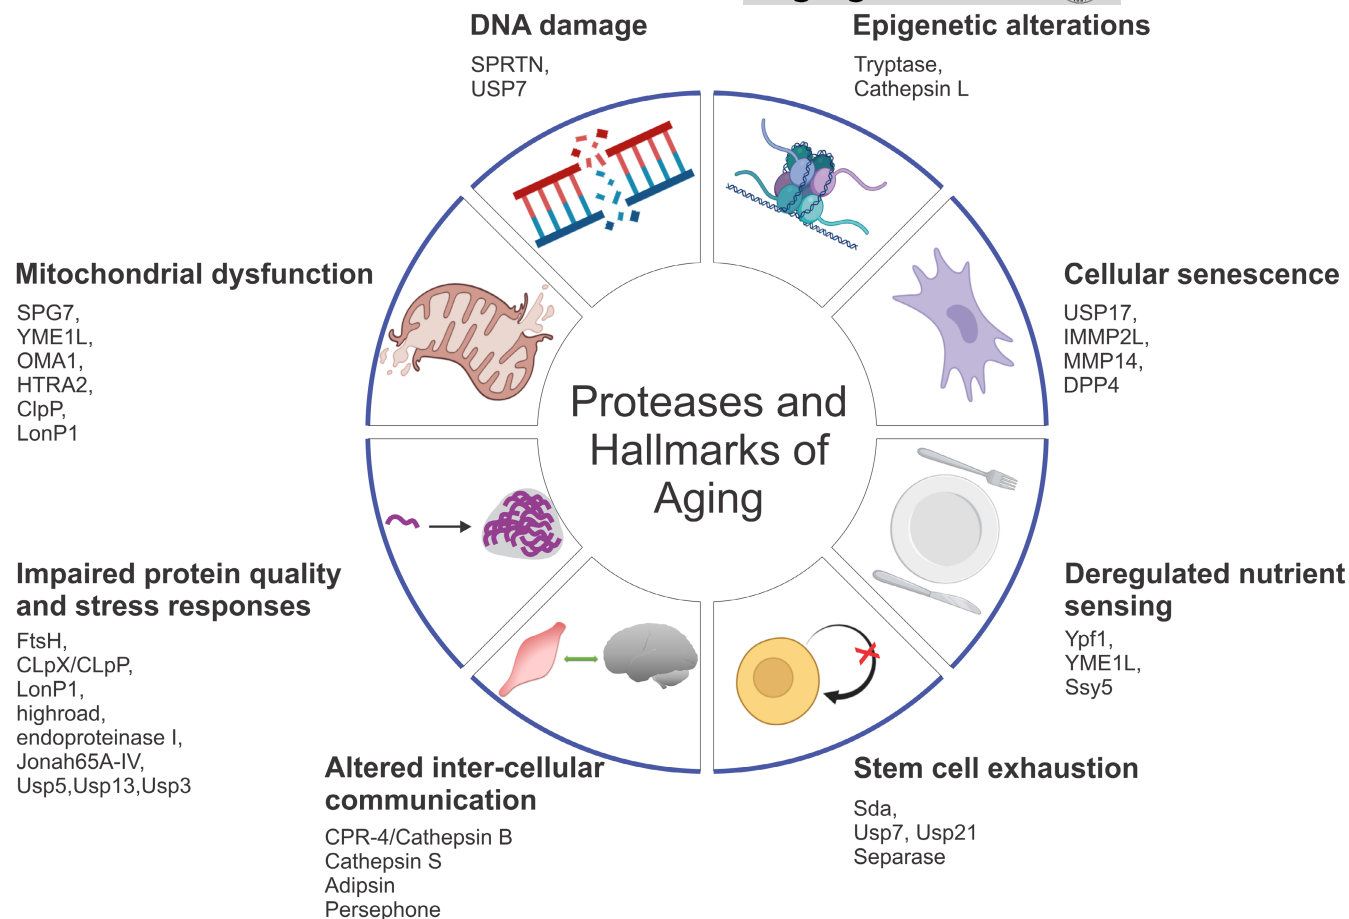 DNA damage
SPRTN,
USP7
Epigenetic alterations
Tryptase,
Cathepsin L
Mitochondrial dysfunction
SPG7,
YME1L,
OMA1,
HTRA2,
ClpP,
LonP1
Cellular senescence
USP17,
IMMP2L,
MMP14,
DPP4
Proteases and
Hallmarks of
Aging
Impaired protein quality
and stress responses
FtsH,
CLpX/CLpP,
LonP1,
highroad,
endoproteinase I,
Jonah65A-IV,
Usp5,Usp13,Usp3
Deregulated nutrient
sensing
Ypf1,
YME1L,
Ssy5
Altered inter-cellular
communication
CPR-4/Cathepsin B
Cathepsin S
Adipsin
Persephone
Stem cell exhaustion
Sda,
Usp7, Usp21
Separase